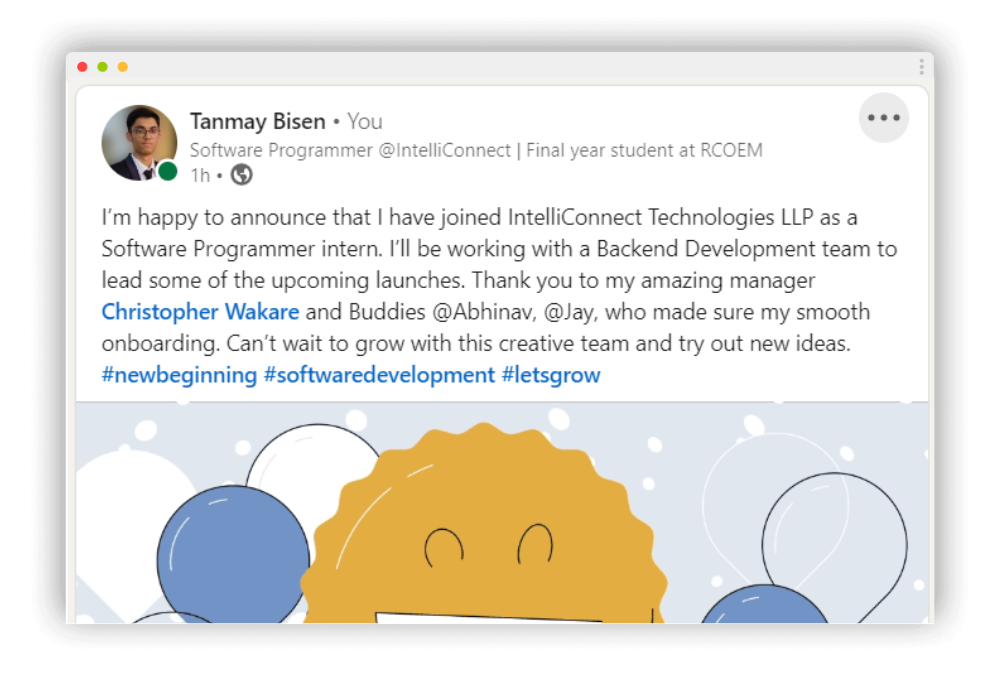 Tanmay Bisen • You
Software Programmer @IntelliConnect | Final year student at RCOEM
1h •
I’m happy to announce that I have joined IntelliConnect Technologies LLP as a
Software Programmer intern. I’ll be working with a Backend Development team to
lead some of the upcoming launches. Thank you to my amazing manager
Christopher Wakare and Buddies @Abhinav, @Jay, who made sure my smooth
onboarding. Can’t wait to grow with this creative team and try out new ideas.
#newbeginning #softwaredevelopment #letsgrow